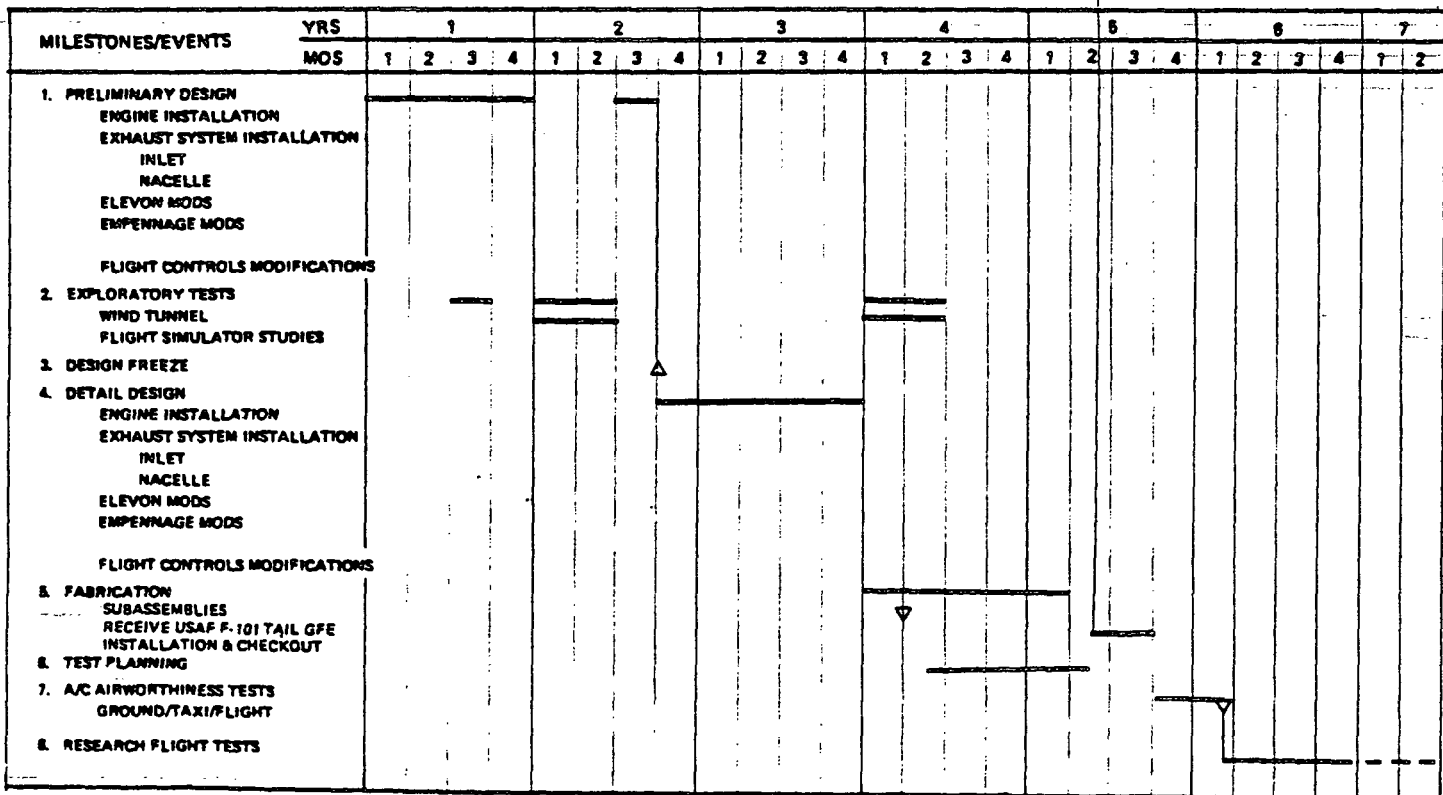 MILESTONES/EVENTS YRS 1 2 3 4 5 6 7
MOS 1 2 3 4 1 2 3 4 1 2 3 4 1 2 3 4 1 2 3 4 1 2 3 4 1 2
1. PRELIMINARY DESIGN
ENGINE INSTALLATION
EXHAUST SYSTEM INSTALLATION
INLET
NACELLE
ELEVON MODS
EMPENNAGE MODS
FLIGHT CONTROLS MODIFICATIONS
2. EXPLORATORY TESTS
WIND TUNNEL
FLIGHT SIMULATOR STUDIES
3. DESIGN FREEZE
4. DETAIL DESIGN
ENGINE INSTALLATION
EXHAUST SYSTEM INSTALLATION
INLET
NACELLE
ELEVON MODS
EMPENNAGE MODS
FLIGHT CONTROLS MODIFICATIONS
5. FABRICATION
SUBASSEMBLIES
RECEIVE USAF F-101 TAIL GFE
INSTALLATION & CHECKOUT
6. TEST PLANNING
7. A/C AIRWORTHINESS TESTS
GROUND/TAXI/FLIGHT
8. RESEARCH FLIGHT TESTS